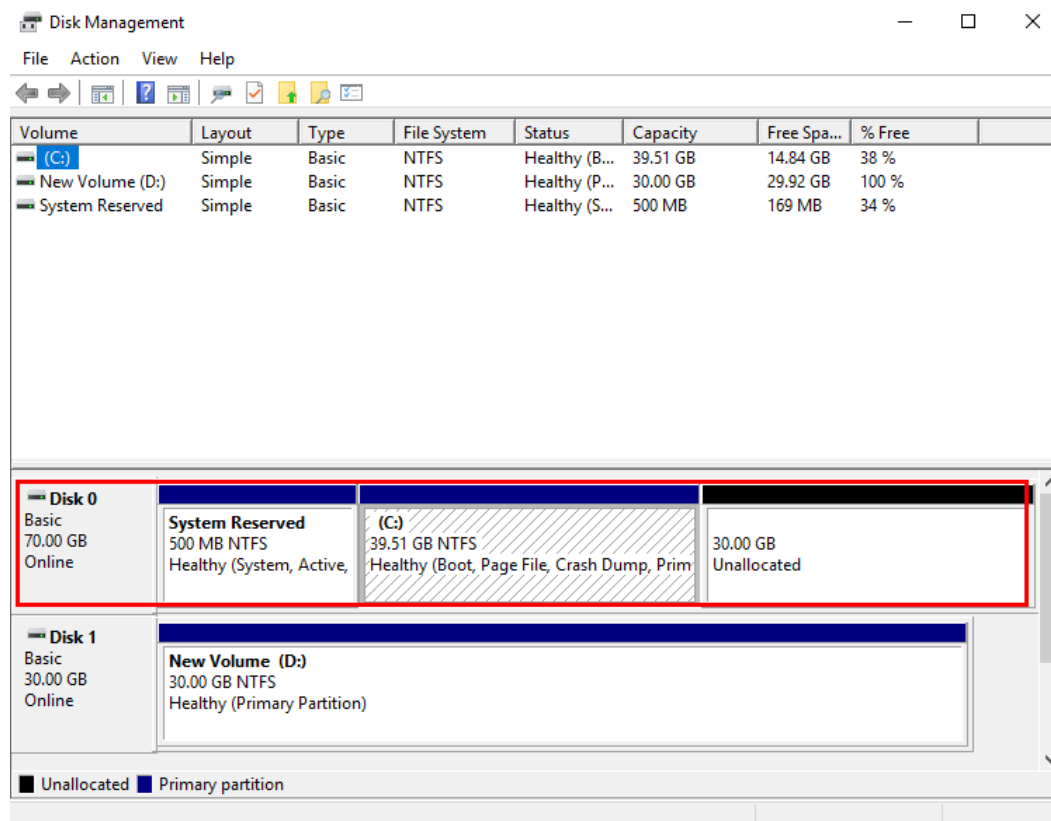 Disk Management
File Action View Help
Volume Layout Type File System Status Capacity Free Spa... % Free
(C:) Simple Basic NTFS Healthy (B... 39.51 GB 14.84 GB 38 %
New Volume (D:) Simple Basic NTFS Healthy (P... 30.00 GB 29.92 GB 100 %
System Reserved Simple Basic NTFS Healthy (S... 500 MB 169 MB 34 %
Disk 0
Basic
70.00 GB
Online
System Reserved
500 MB NTFS
Healthy (System, Active,
(C:)
39.51 GB NTFS
Healthy (Boot, Page File, Crash Dump, Prim
30.00 GB
Unallocated
Disk 1
Basic
30.00 GB
Online
New Volume (D:)
30.00 GB NTFS
Healthy (Primary Partition)
Unallocated Primary partition